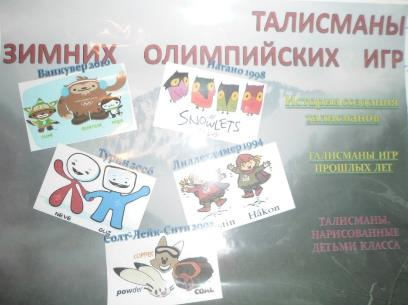 ТАЛИСМАНЫ
ЗИМНИХ ОЛИМПИЙСКИХ ИГР
Ванкувер 2010
Нагано 1998
SNOWLETS
История создания
талисманов
Турин 2006
Лиллехаммер 1994
ТАЛИСМАНЫ ИГР
ПРОШЛЫХ ЛЕТ
NEVE
Håkon
ТАЛИСМАНЫ,
НАРИСОВАННЫЕ
ДЕТЬМИ КЛАССА
Солт-Лейк-Сити 2002
COPPER
powder
COAL